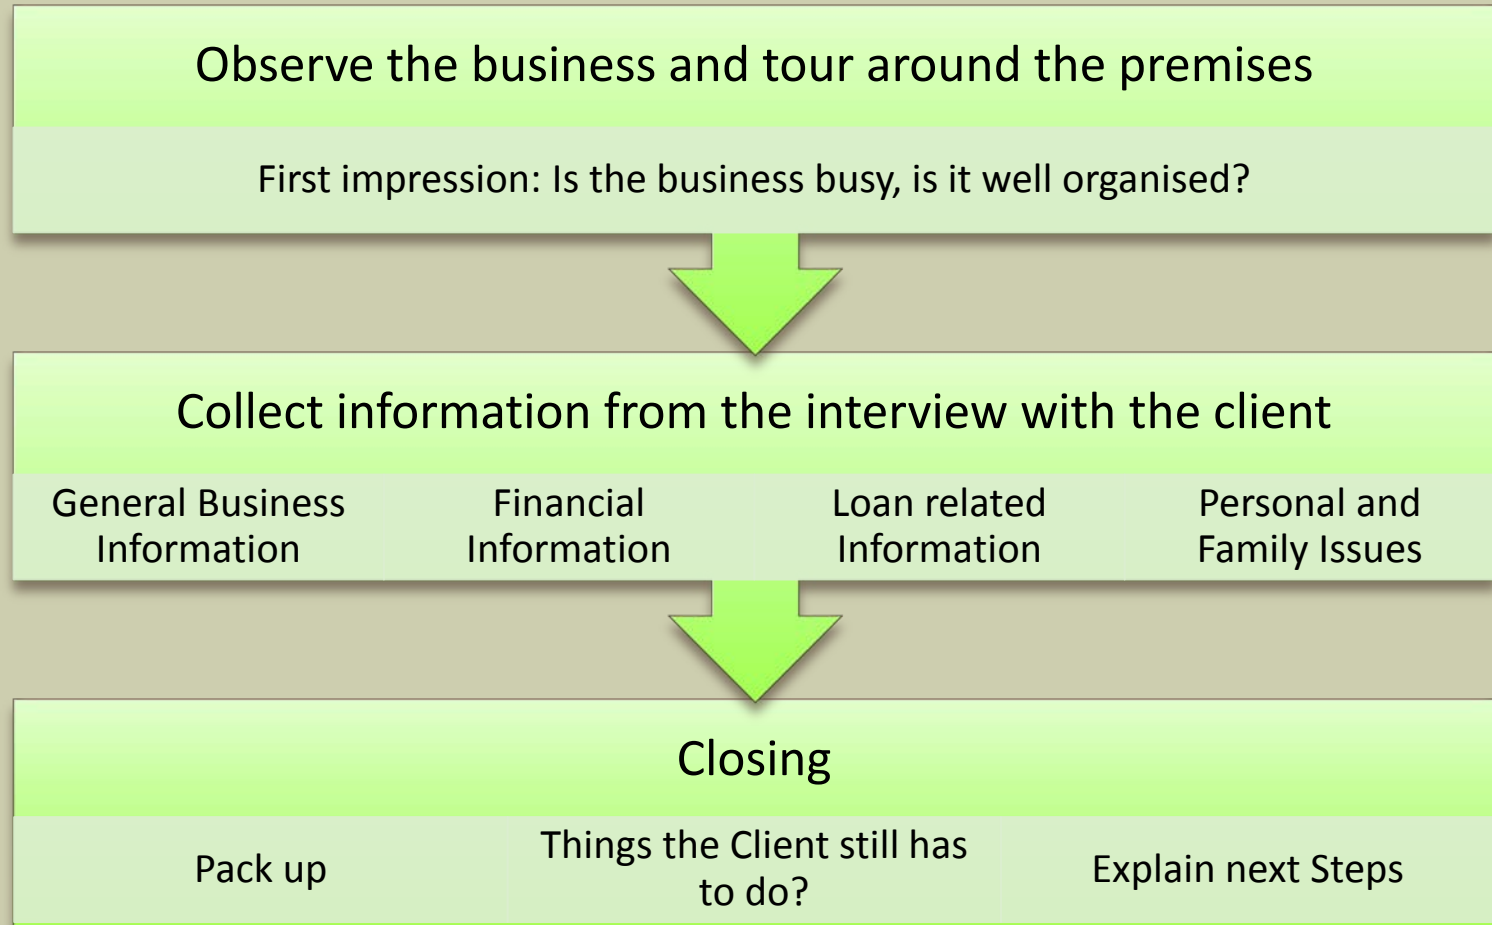 Observe the business and tour around the premises
First impression: Is the business busy, is it well organised?
Collect information from the interview with the client
General Business
Information
Financial
Information
Loan related
Information
Personal and
Family Issues
Closing
Pack up
Things the Client still has
to do?
Explain next Steps